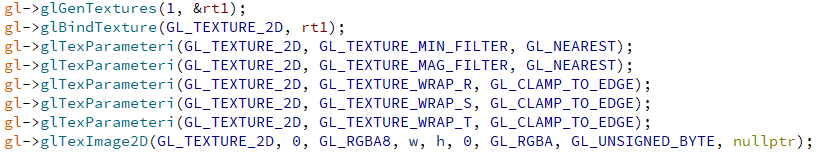 gl->glGenTextures(1, &rt1);
gl->glBindTexture(GL_TEXTURE_2D, rt1);
gl->glTexParameteri(GL_TEXTURE_2D, GL_TEXTURE_MIN_FILTER, GL_NEAREST);
gl->glTexParameteri(GL_TEXTURE_2D, GL_TEXTURE_MAG_FILTER, GL_NEAREST);
gl->glTexParameteri(GL_TEXTURE_2D, GL_TEXTURE_WRAP_R, GL_CLAMP_TO_EDGE);
gl->glTexParameteri(GL_TEXTURE_2D, GL_TEXTURE_WRAP_S, GL_CLAMP_TO_EDGE);
gl->glTexParameteri(GL_TEXTURE_2D, GL_TEXTURE_WRAP_T, GL_CLAMP_TO_EDGE);
gl->glTexImage2D(GL_TEXTURE_2D, 0, GL_RGBA8, w, h, 0, GL_RGBA, GL_UNSIGNED_BYTE, nullptr);